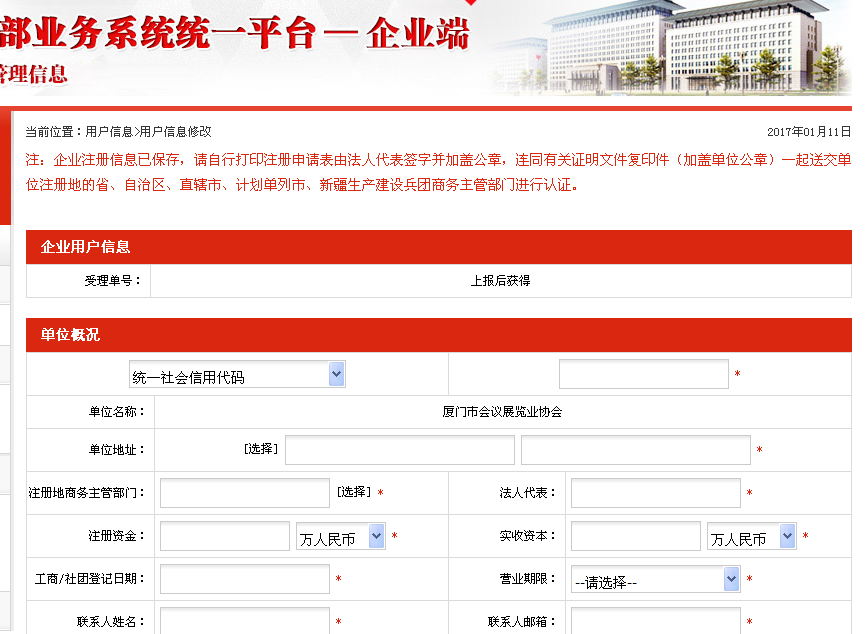 部业务系统统一平台 — 企业端
管理信息
当前位置：用户信息>用户信息修改 2017年01月11日
注：企业注册信息已保存，请自行打印注册申请表由法人代表签字并加盖公章，连同有关证明文件复印件（加盖单位公章）一起送交单
位注册地的省、自治区、直辖市、计划单列市、新疆生产建设兵团商务主管部门进行认证。
企业用户信息
受理单号： 上报后获得
单位概况
统一社会信用代码 *
单位名称： 厦门市会议展览业协会
单位地址： [选择] *
注册地商务主管部门： [选择] * 法人代表： *
注册资金： 万人民币 * 实收资本： 万人民币 *
工商/社团登记日期： * 营业期限： --请选择-- *
联系人姓名： * 联系人邮箱： *